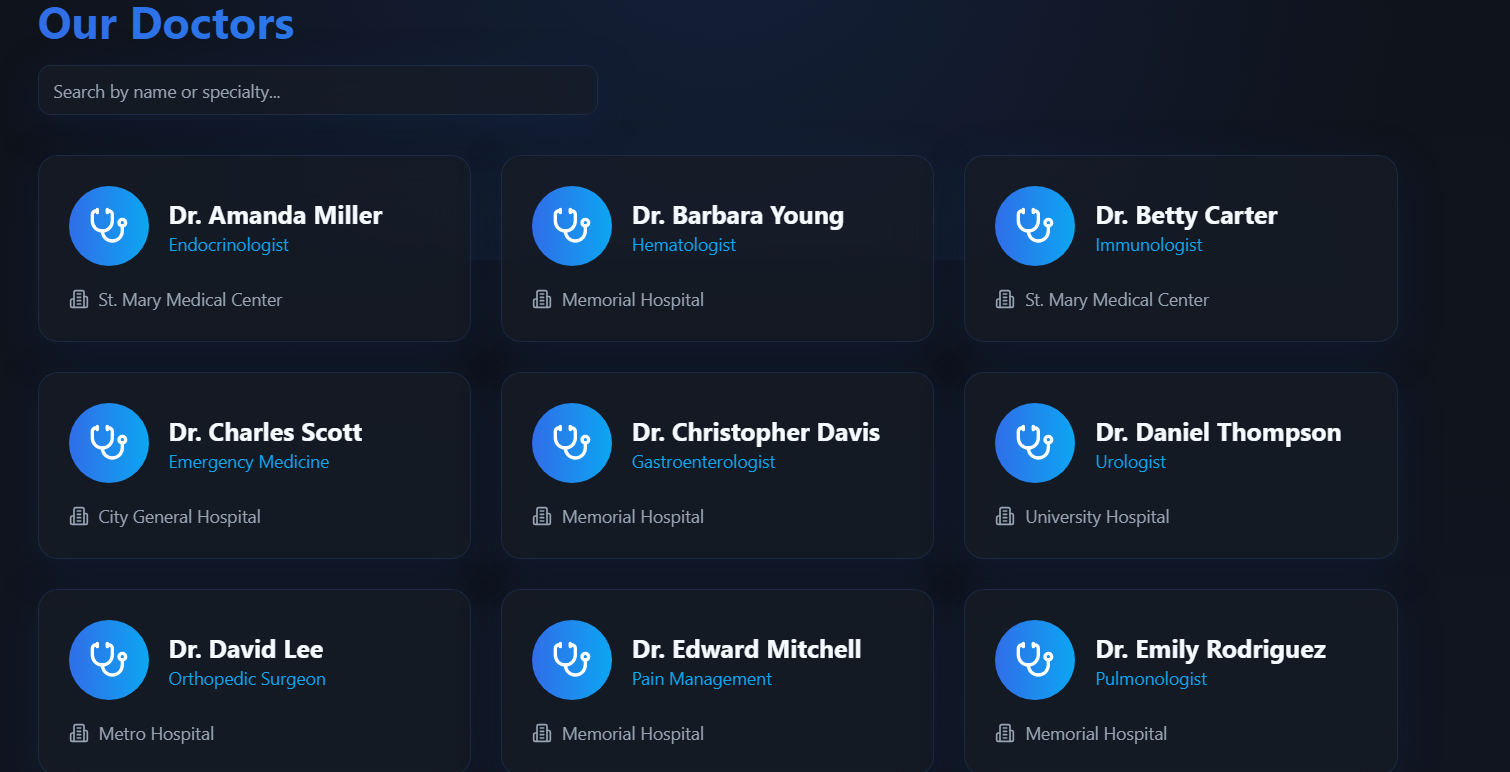 Our Doctors
Search by name or specialty...
Dr. Amanda Miller
Endocrinologist
St. Mary Medical Center
Dr. Barbara Young
Hematologist
Memorial Hospital
Dr. Betty Carter
Immunologist
St. Mary Medical Center
Dr. Charles Scott
Emergency Medicine
City General Hospital
Dr. Christopher Davis
Gastroenterologist
Memorial Hospital
Dr. Daniel Thompson
Urologist
University Hospital
Dr. David Lee
Orthopedic Surgeon
Metro Hospital
Dr. Edward Mitchell
Pain Management
Memorial Hospital
Dr. Emily Rodriguez
Pulmonologist
Memorial Hospital